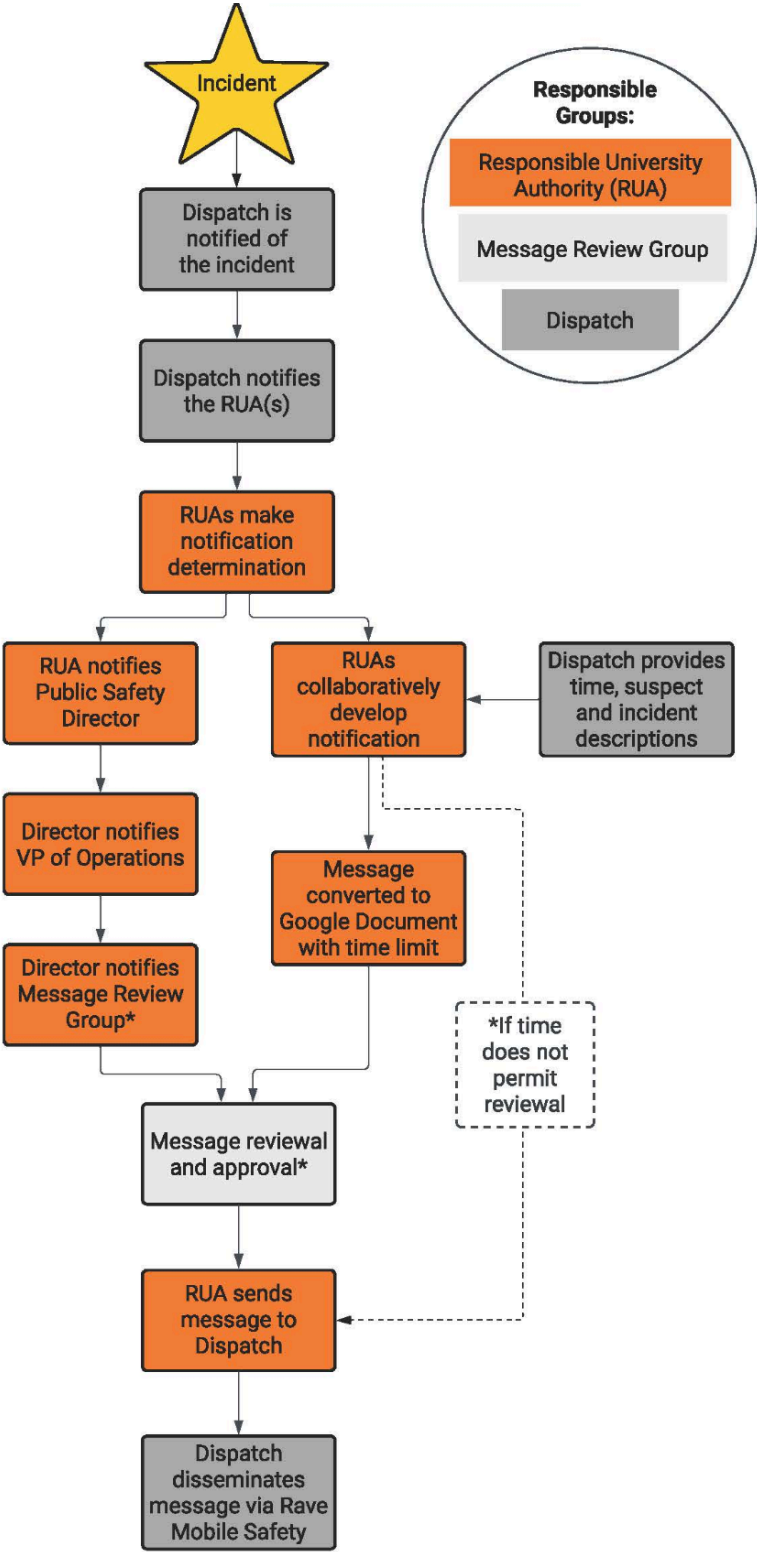 Incident
Responsible
Groups:
Responsible University
Authority (RUA)
Message Review Group
Dispatch
Dispatch is
notified of
the incident
Dispatch notifies
the RUA(s)
RUAs make
notification
determination
RUA notifies
Public Safety
Director
RUAs
collaboratively
develop
notification
Dispatch provides
time, suspect
and incident
descriptions
Director notifies
VP of Operations
Message
converted to
Google Document
with time limit
Director notifies
Message Review
Group*
*If time
does not
permit
reviewal
Message reviewal
and approval*
RUA sends
message to
Dispatch
Dispatch
disseminates
message via Rave
Mobile Safety